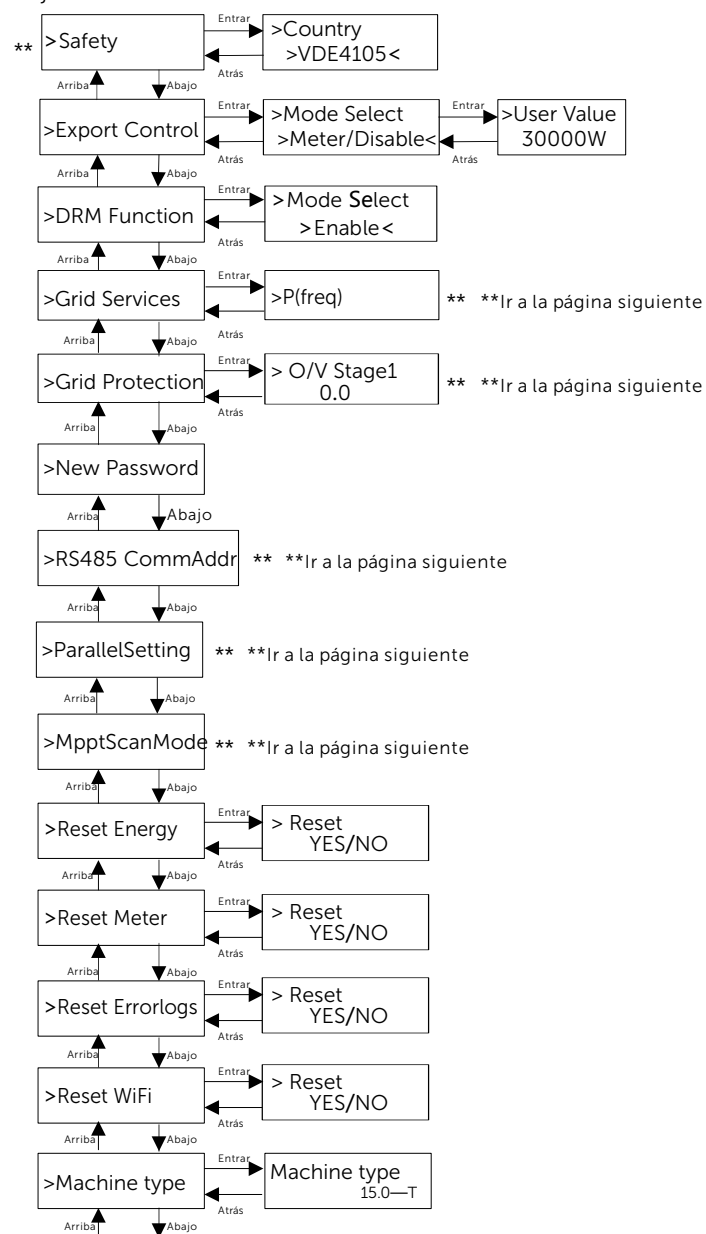 Entrar
>Country
>VDE4105<
** >Safety
Atrás
Arriba Abajo
Entrar Entrar
>Export Control
>Mode Select
>Meter/Disable<
>User Value
30000W
Atrás
Arriba Abajo
Entrar
>DRM Function
>Mode Select
>Enable<
Atrás
Arriba Abajo
Entrar
>Grid Services
>P(freq)
** **Ir a la página siguiente
Atrás
Arriba Abajo
Entrar
>Grid Protection
> O/V Stage1
0.0
** **Ir a la página siguiente
Atrás
Arriba Abajo
>New Password
Arriba Abajo
>RS485 CommAddr ** **Ir a la página siguiente
Arriba Abajo
>ParallelSetting ** **Ir a la página siguiente
Arriba Abajo
>MpptScanMode ** **Ir a la página siguiente
Arriba Abajo
Entrar
>Reset Energy
> Reset
YES/NO
Atrás
Arriba Abajo
Entrar
>Reset Meter
> Reset
YES/NO
Atrás
Arriba Abajo
Entrar
>Reset Errorlogs
> Reset
YES/NO
Atrás
Arriba Abajo
Entrar
>Reset WiFi
> Reset
YES/NO
Atrás
Arriba Abajo
Entrar
>Machine type
Machine type
15.0—T
Atrás
Arriba Abajo